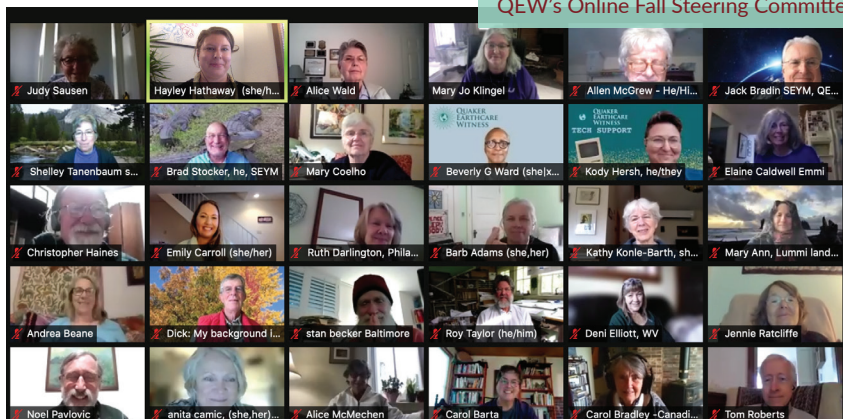 QEW's Online Fall Steering Committe
Judy Sausen
Hayley Hathaway (she/h...
Alice Wald
Mary Jo Klingel
Allen McGrew - He/Hi...
Jack Bradin SEYM, QE...
Shelley Tanenbaum s...
Brad Stocker, he, SEYM
Mary Coelho
QUAKER
EARTHCARE
WITNESS
Beverly G Ward (she|x...
QUAKER
EARTHCARE
WITNESS
TECH SUPPORT
Kody Hersh, he/they
Elaine Caldwell Emmi
Christopher Haines
Emily Carroll (she/her)
Ruth Darlington, Phila...
Barb Adams (she,her)
Kathy Konle-Barth, sh...
Mary Ann, Lummi land...
Andrea Beane
Dick: My background i...
stan becker Baltimore
Roy Taylor (he/him)
Deni Elliott, WV
Jennie Ratcliffe
Noel Pavlovic
anita camic, (she,her)...
Alice McMechen
Carol Barta
Carol Bradley -Canadi...
Tom Roberts